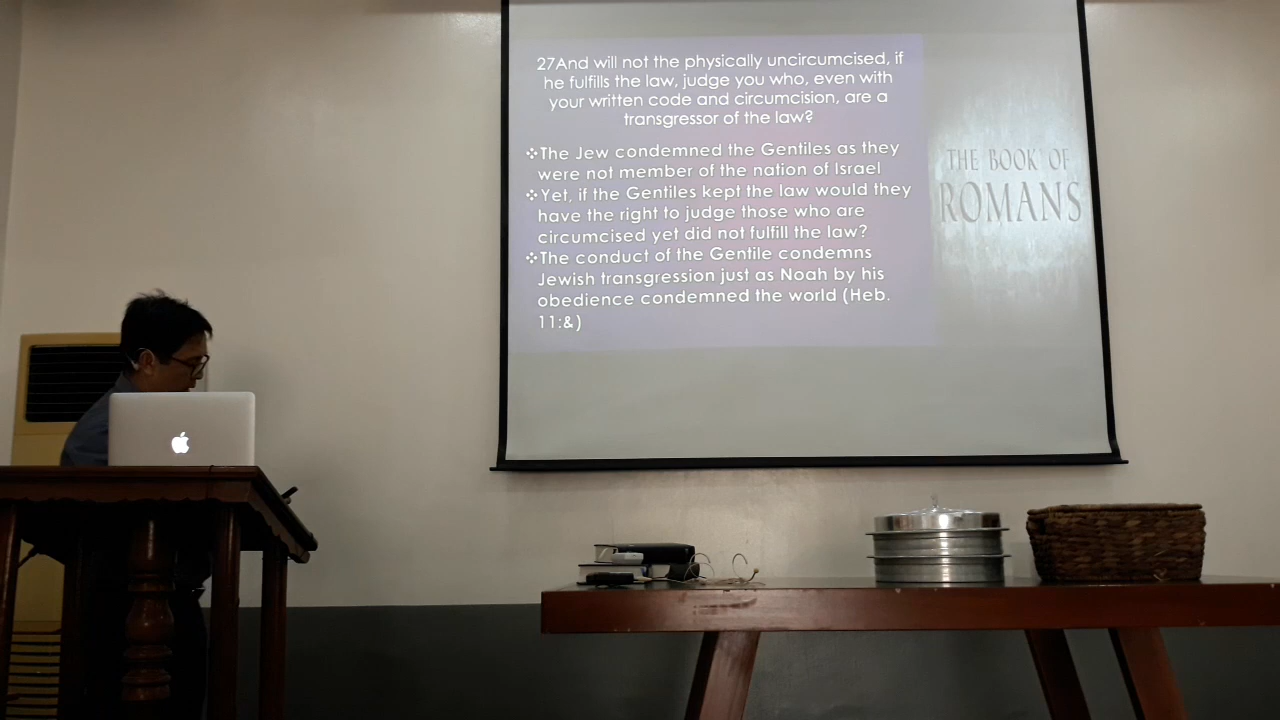 27And will not the physically uncircumcised, if
he fulfills the law, judge you who, even with
your written code and circumcision, are a
transgressor of the law?
❖The Jew condemned the Gentiles as they
were not member of the nation of Israel
❖Yet, if the Gentiles kept the law would they
have the right to judge those who are
circumcised yet did not fulfill the law?
❖The conduct of the Gentile condemns
Jewish transgression just as Noah by his
obedience condemned the world (Heb.
11:&)
THE BOOK OF
ROMANS